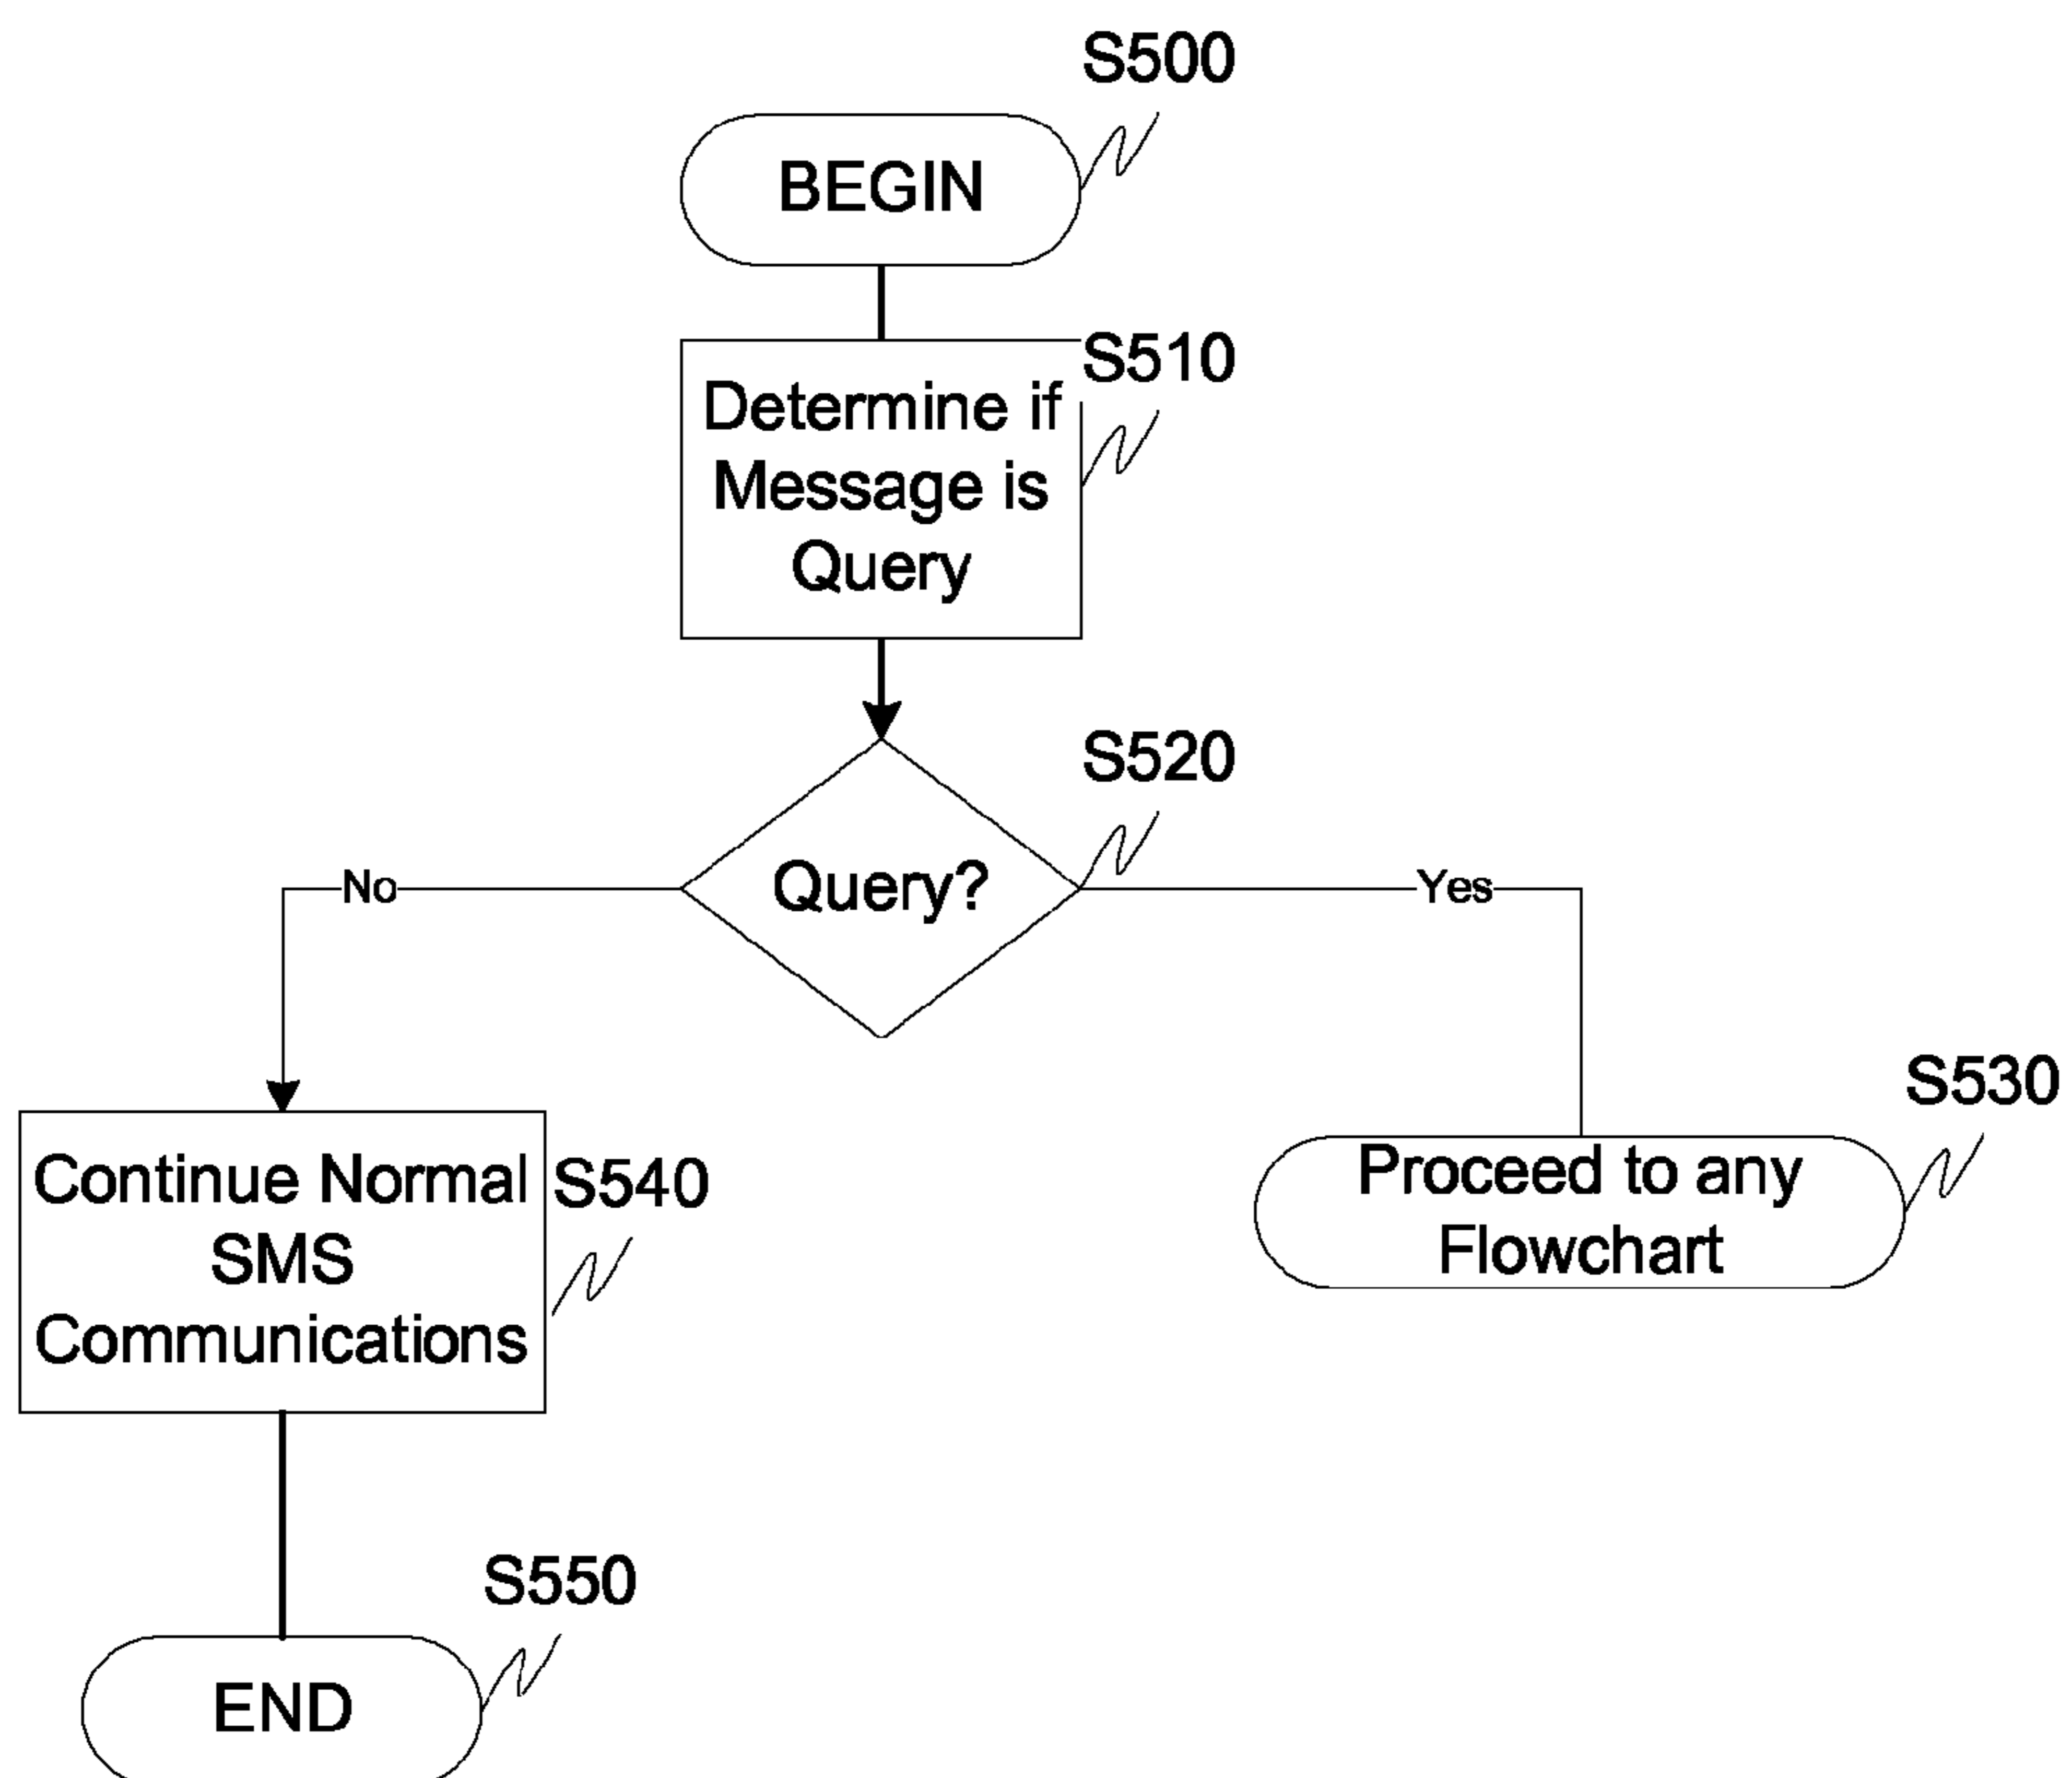 S500
BEGIN
S510
Determine if
Message is
Query
S520
Query?
No
Yes
S530
Proceed to any
Flowchart
S540
Continue Normal
SMS
Communications
S550
END